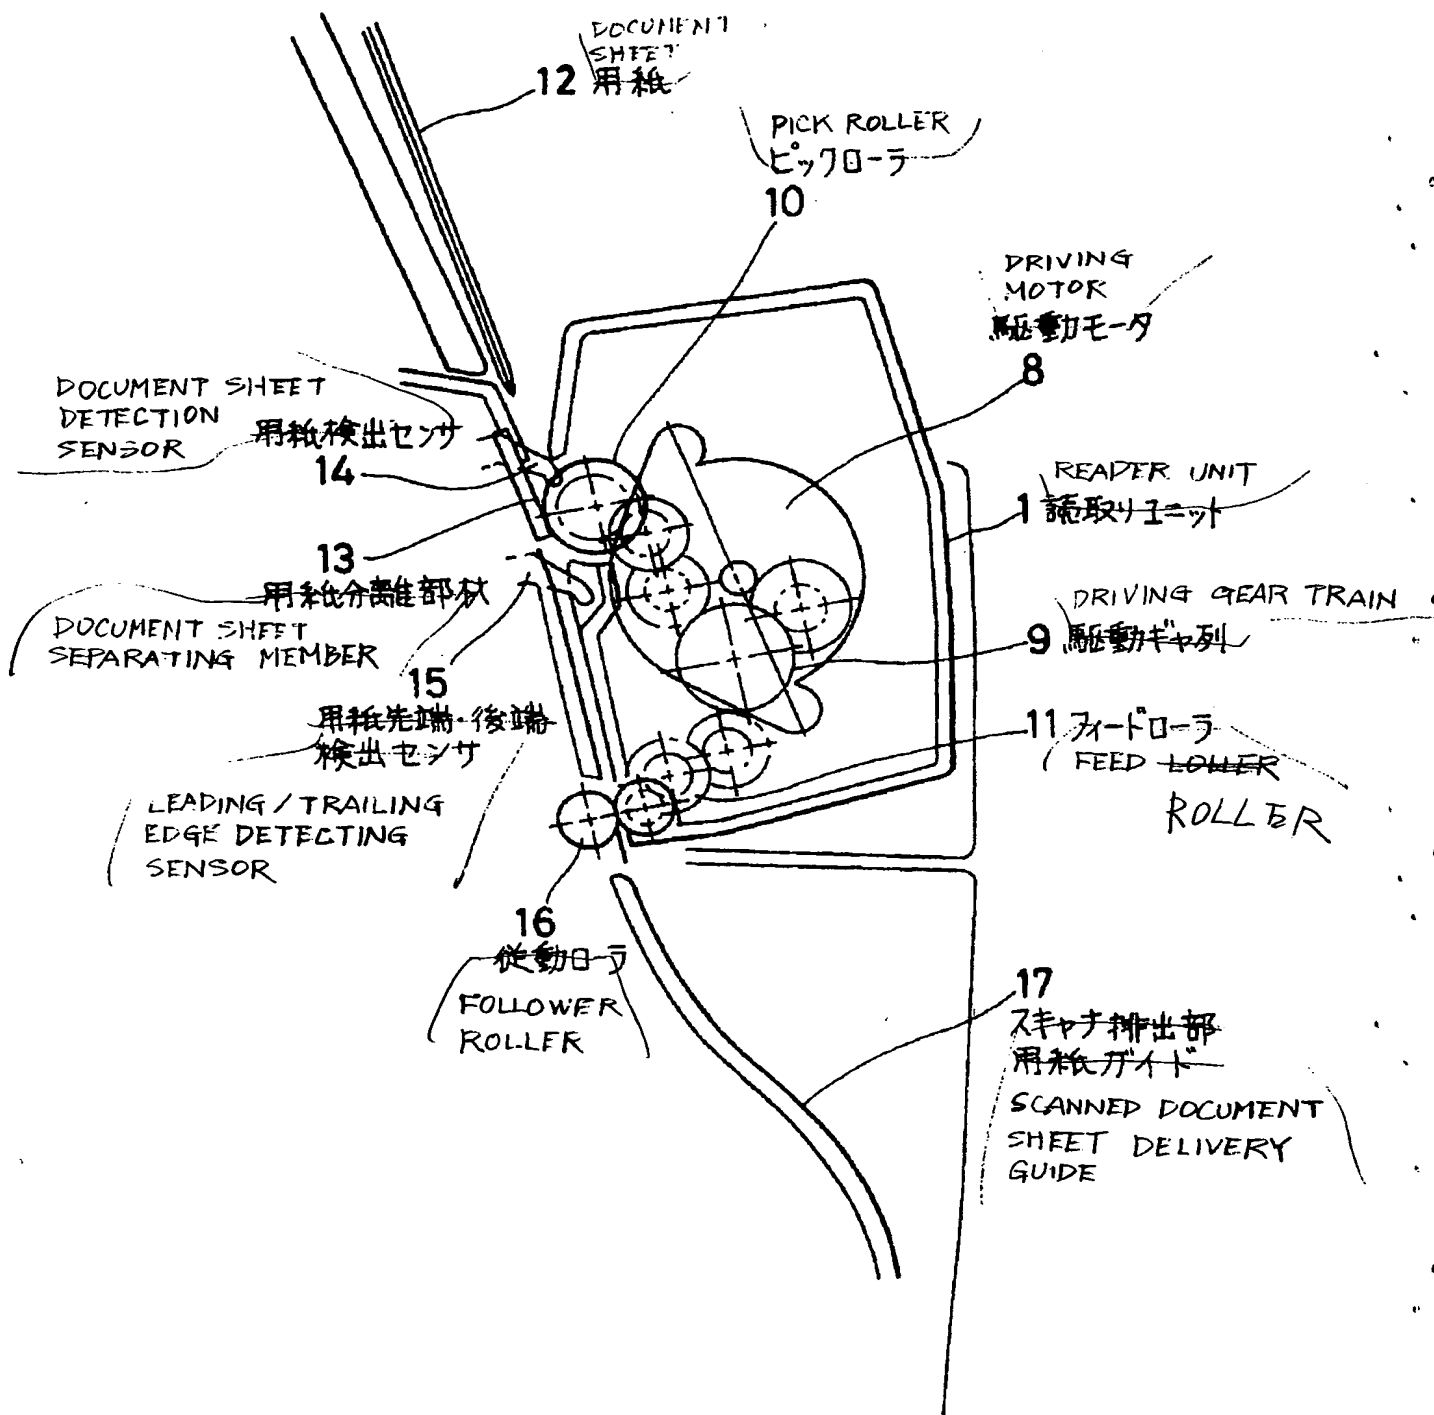 DOCUMENT
SHEET
12 用紙
PICK ROLLER
ピックローラ
10
DRIVING
MOTOR
駆動モータ
8
DOCUMENT SHEET
DETECTION
SENSOR
用紙検出センサ
14
READER UNIT
1 読取りユニット
13
用紙分離部材
DOCUMENT SHEET
SEPARATING MEMBER
DRIVING GEAR TRAIN
9 駆動ギャ列
15
用紙先端・後端
検出センサ
LEADING/TRAILING
EDGE DETECTING
SENSOR
11 フィードローラ
FEED LOLLER
ROLLER
16
従動ローラ
FOLLOWER
ROLLER
17
スキャナ排出部
用紙ガイド
SCANNED DOCUMENT
SHEET DELIVERY
GUIDE